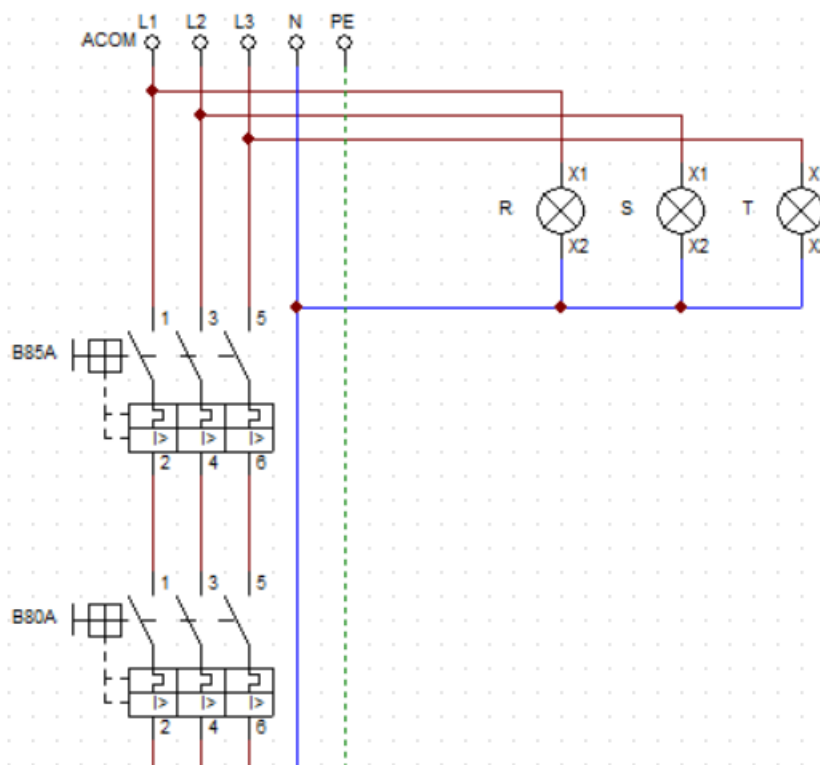 L1 L2 L3 N PE
ACOM
X1 X1
R S T
X2 X2
1 3 5
B85A
I> I> I>
2 4 6
1 3 5
B80A
I> I> I>
2 4 6